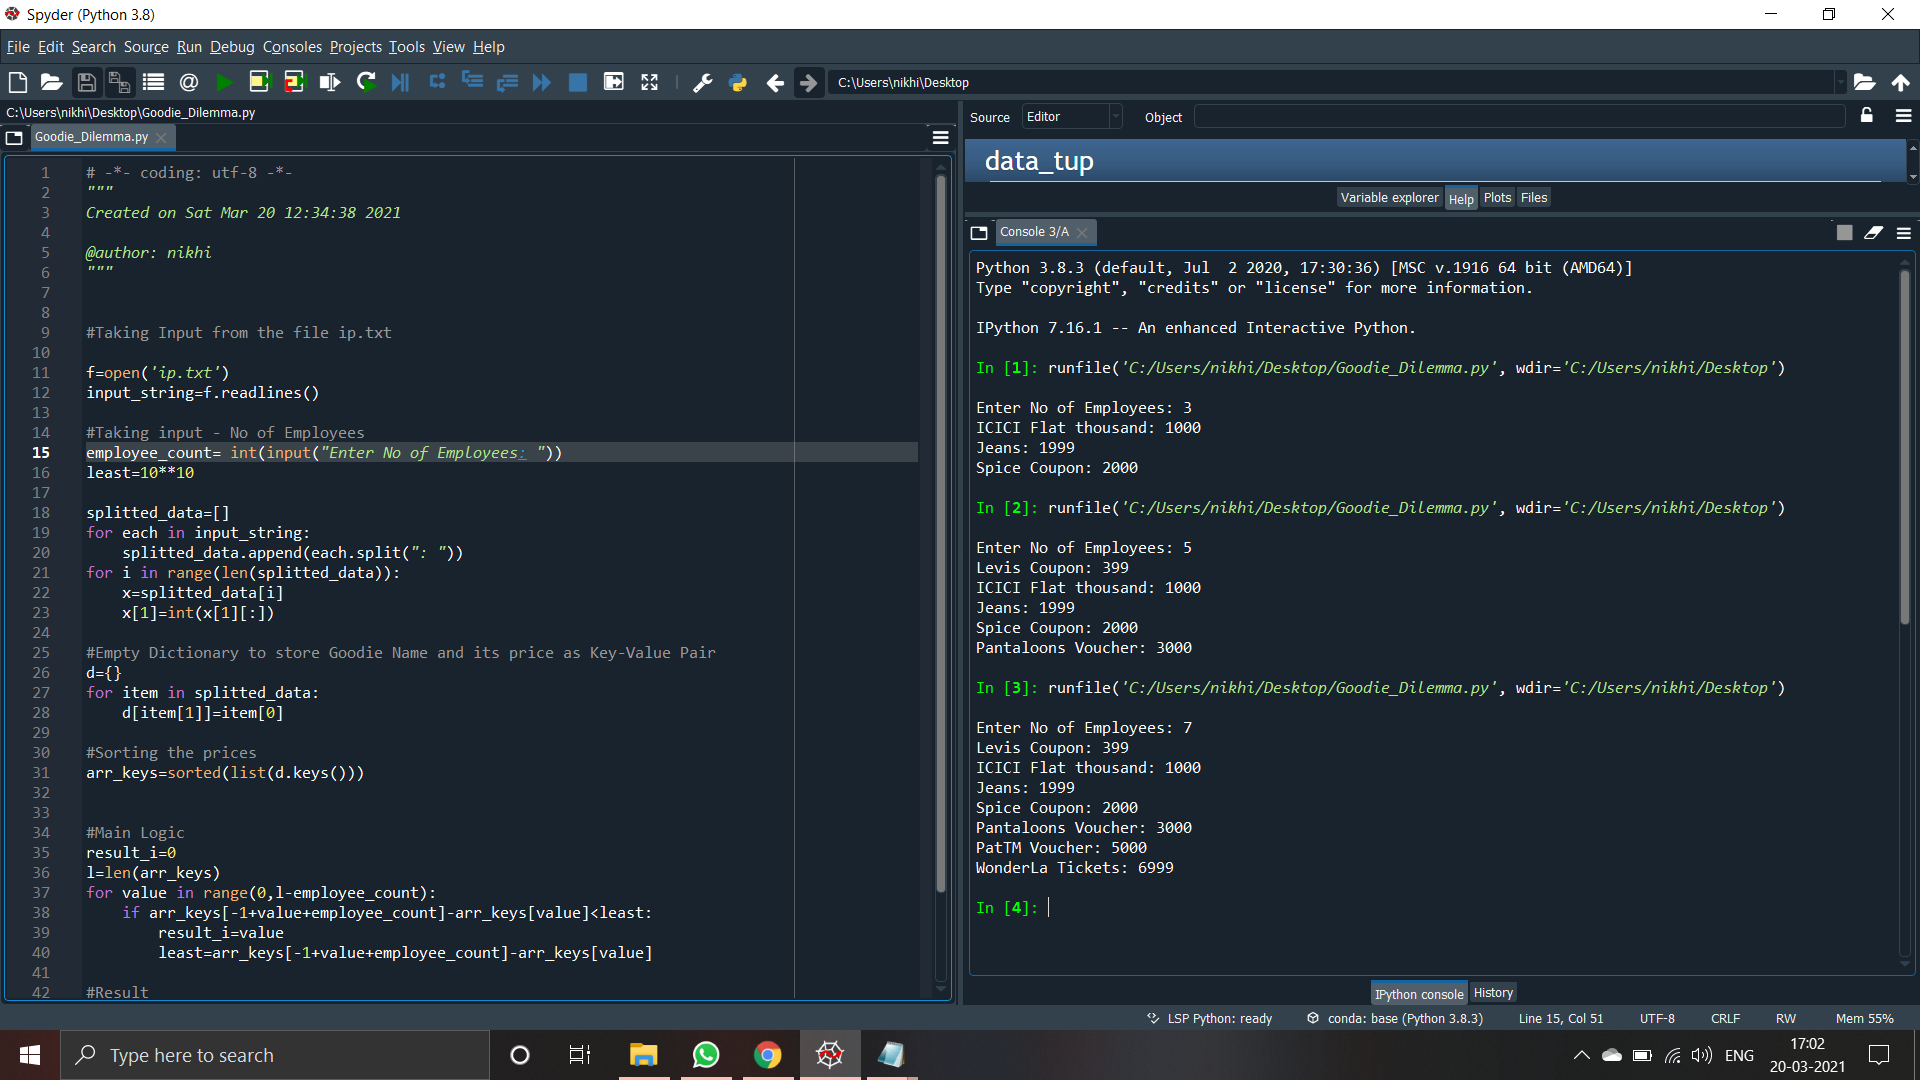 Spyder (Python 3.8)
File Edit Search Source Run Debug Consoles Projects Tools View Help
C:\Users\nikhi\Desktop
C:\Users\nikhi\Desktop\Goodie_Dilemma.py
Goodie_Dilemma.py
1 # -*- coding: utf-8 -*-
2 """
3 Created on Sat Mar 20 12:34:38 2021
4
5 @author: nikhi
6 """
7
8
9 #Taking Input from the file ip.txt
10
11 f=open('ip.txt')
12 input_string=f.readlines()
13
14 #Taking input - No of Employees
15 employee_count= int(input("Enter No of Employees: "))
16 least=10**10
17
18 splitted_data=[]
19 for each in input_string:
20     splitted_data.append(each.split(": "))
21 for i in range(len(splitted_data)):
22     x=splitted_data[i]
23     x[1]=int(x[1][:])
24
25 #Empty Dictionary to store Goodie Name and its price as Key-Value Pair
26 d={}
27 for item in splitted_data:
28     d[item[1]]=item[0]
29
30 #Sorting the prices
31 arr_keys=sorted(list(d.keys()))
32
33
34 #Main Logic
35 result_i=0
36 l=len(arr_keys)
37 for value in range(0,l-employee_count):
38     if arr_keys[-1+value+employee_count]-arr_keys[value]<least:
39         result_i=value
40         least=arr_keys[-1+value+employee_count]-arr_keys[value]
41
42 #Result
Source Editor Object
data_tup
Variable explorer Help Plots Files
Console 3/A
Python 3.8.3 (default, Jul  2 2020, 17:30:36) [MSC v.1916 64 bit (AMD64)]
Type "copyright", "credits" or "license" for more information.
IPython 7.16.1 -- An enhanced Interactive Python.
In [1]: runfile('C:/Users/nikhi/Desktop/Goodie_Dilemma.py', wdir='C:/Users/nikhi/Desktop')
Enter No of Employees: 3
ICICI Flat thousand: 1000
Jeans: 1999
Spice Coupon: 2000
In [2]: runfile('C:/Users/nikhi/Desktop/Goodie_Dilemma.py', wdir='C:/Users/nikhi/Desktop')
Enter No of Employees: 5
Levis Coupon: 399
ICICI Flat thousand: 1000
Jeans: 1999
Spice Coupon: 2000
Pantaloons Voucher: 3000
In [3]: runfile('C:/Users/nikhi/Desktop/Goodie_Dilemma.py', wdir='C:/Users/nikhi/Desktop')
Enter No of Employees: 7
Levis Coupon: 399
ICICI Flat thousand: 1000
Jeans: 1999
Spice Coupon: 2000
Pantaloons Voucher: 3000
PatTM Voucher: 5000
WonderLa Tickets: 6999
In [4]:
IPython console History
LSP Python: ready conda: base (Python 3.8.3) Line 15, Col 51 UTF-8 CRLF RW Mem 55%
Type here to search
ENG
17:02
20-03-2021